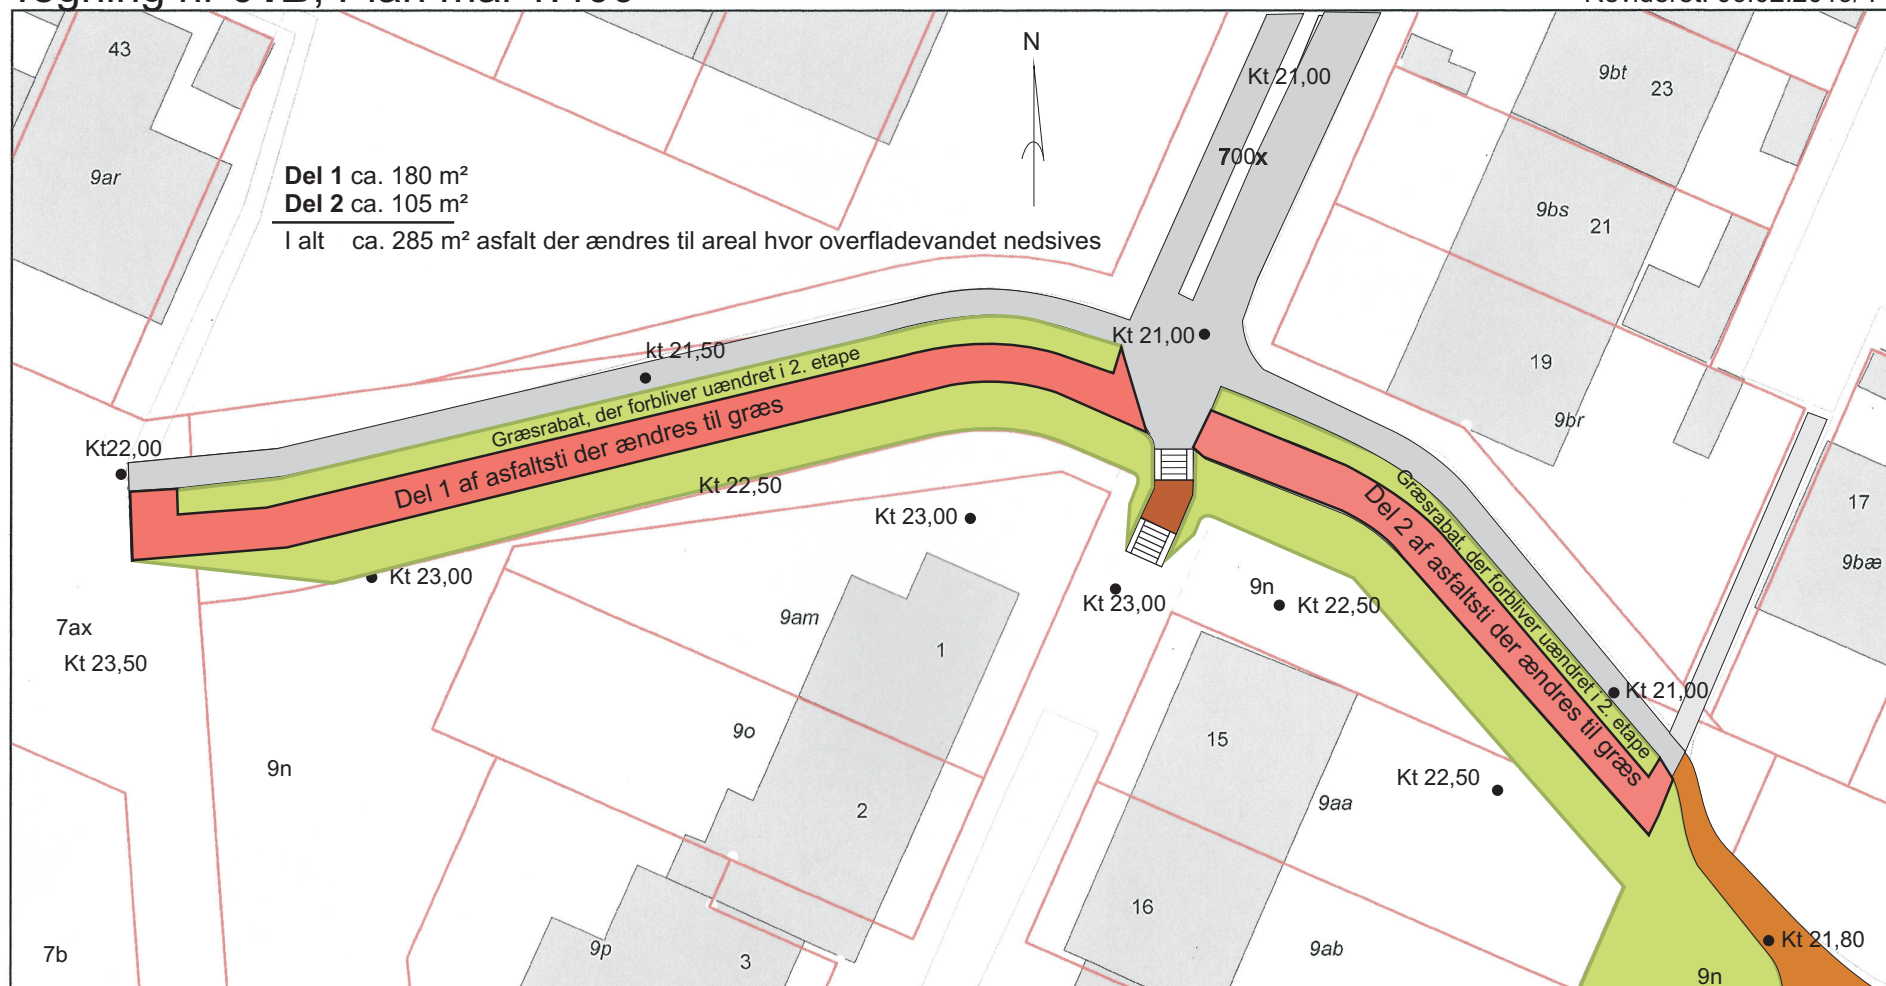 43
9ar
Del 1 ca. 180 m²
Del 2 ca. 105 m²
I alt ca. 285 m² asfalt der ændres til areal hvor overfladevandet nedsives
N
Kt 21,00
700x
9bt
23
9bs
21
19
9br
17
9bæ
Kt 21,00
kt 21,50
Græsrabat, der forbliver uændret i 2. etape
Del 1 af asfaltsti der ændres til græs
Kt22,00
Kt 22,50
Kt 23,00
Kt 23,00
Kt 23,00
Græsrabat, der forbliver uændret i 2. etape
Del 2 af asfaltsti der ændres til græs
9n
Kt 22,50
Kt 21,00
7ax
Kt 23,50
9am
1
9o
2
9n
15
9aa
Kt 22,50
16
9ab
9p
3
7b
Kt 21,80
9n